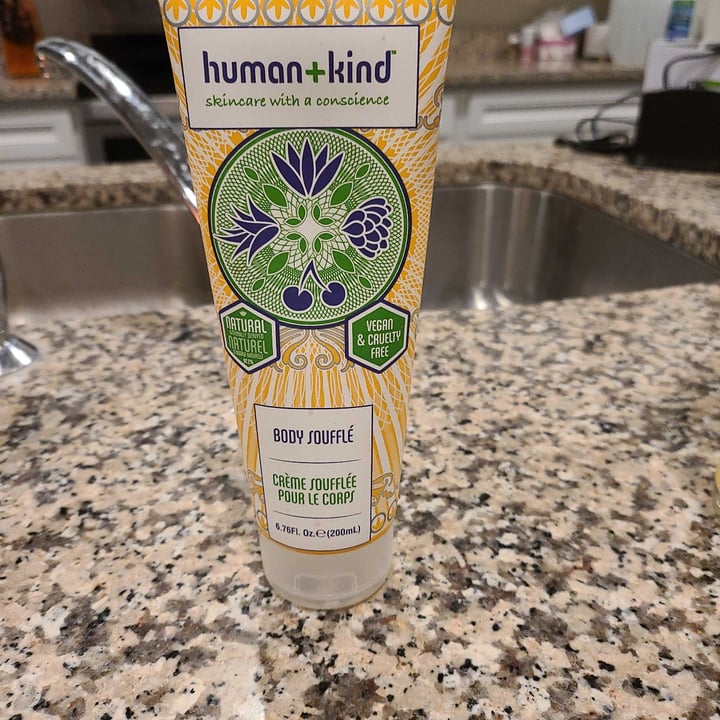 human+kind™
skincare with a conscience
NATURAL
NATUREL
VEGAN
& CRUELTY
FREE
BODY SOUFFLÉ
CRÈME SOUFFLÉE
POUR LE CORPS
6.76Fl. Oz.℮(200mL)